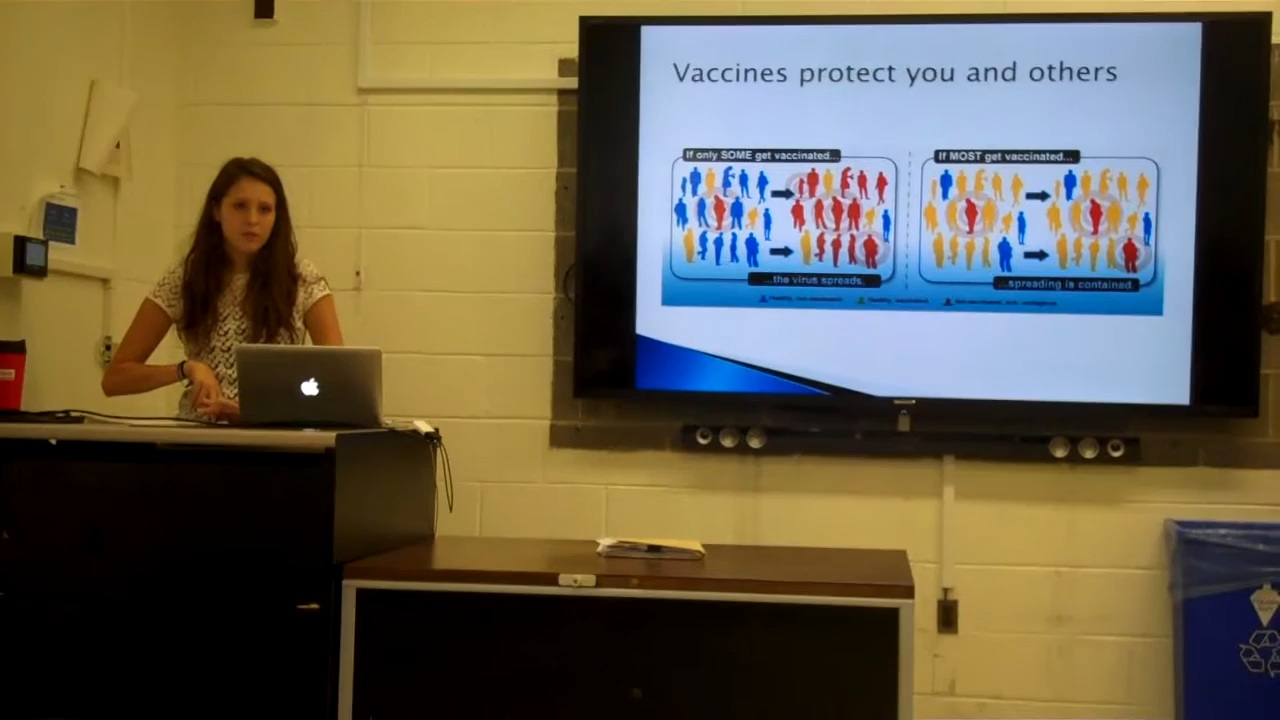 Vaccines protect you and others
If only SOME get vaccinated...
If MOST get vaccinated...
...the virus spreads.
...spreading is contained.